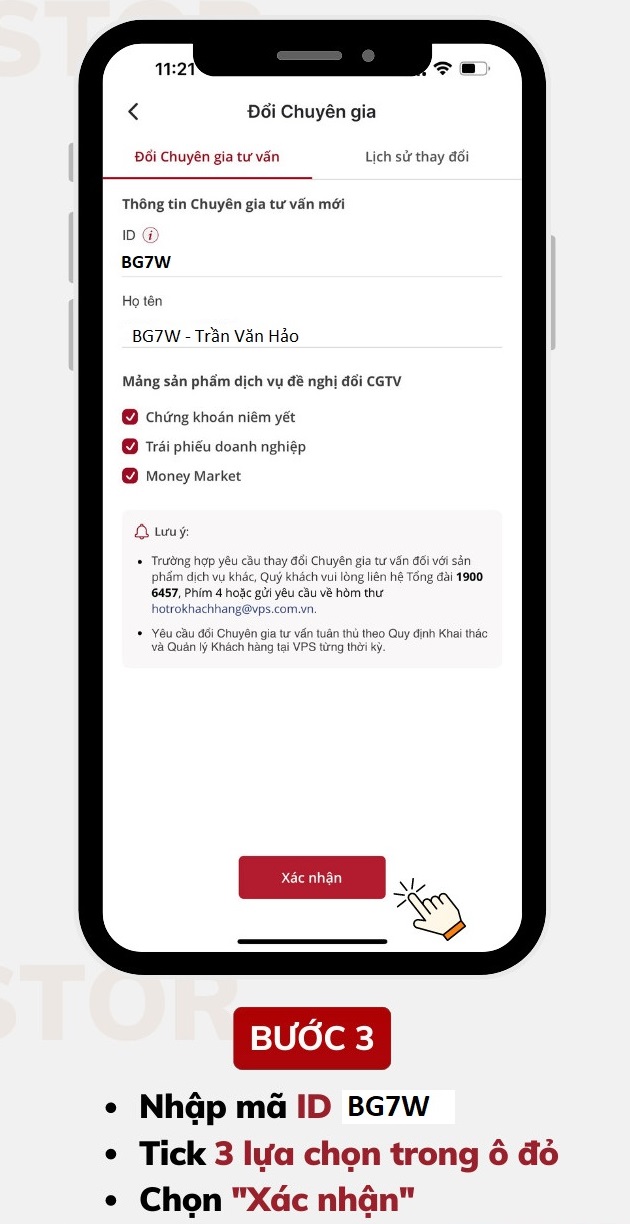 STOR
11:21
Đổi Chuyên gia
Đổi Chuyên gia tư vấn
Lịch sử thay đổi
Thông tin Chuyên gia tư vấn mới
ID i
BG7W
Họ tên
BG7W - Trần Văn Hảo
Mảng sản phẩm dịch vụ đề nghị đổi CGTV
Chứng khoán niêm yết
Trái phiếu doanh nghiệp
Money Market
Lưu ý:
• Trường hợp yêu cầu thay đổi Chuyên gia tư vấn đối với sản
phẩm dịch vụ khác, Quý khách vui lòng liên hệ Tổng đài 1900
6457, Phím 4 hoặc gửi yêu cầu về hòm thư
hotrokhachhang@vps.com.vn.
• Yêu cầu đổi Chuyên gia tư vấn tuân thủ theo Quy định Khai thác
và Quản lý Khách hàng tại VPS từng thời kỳ.
Xác nhận
STOR
BƯỚC 3
• Nhập mã ID BG7W
• Tick 3 lựa chọn trong ô đỏ
• Chọn "Xác nhận"